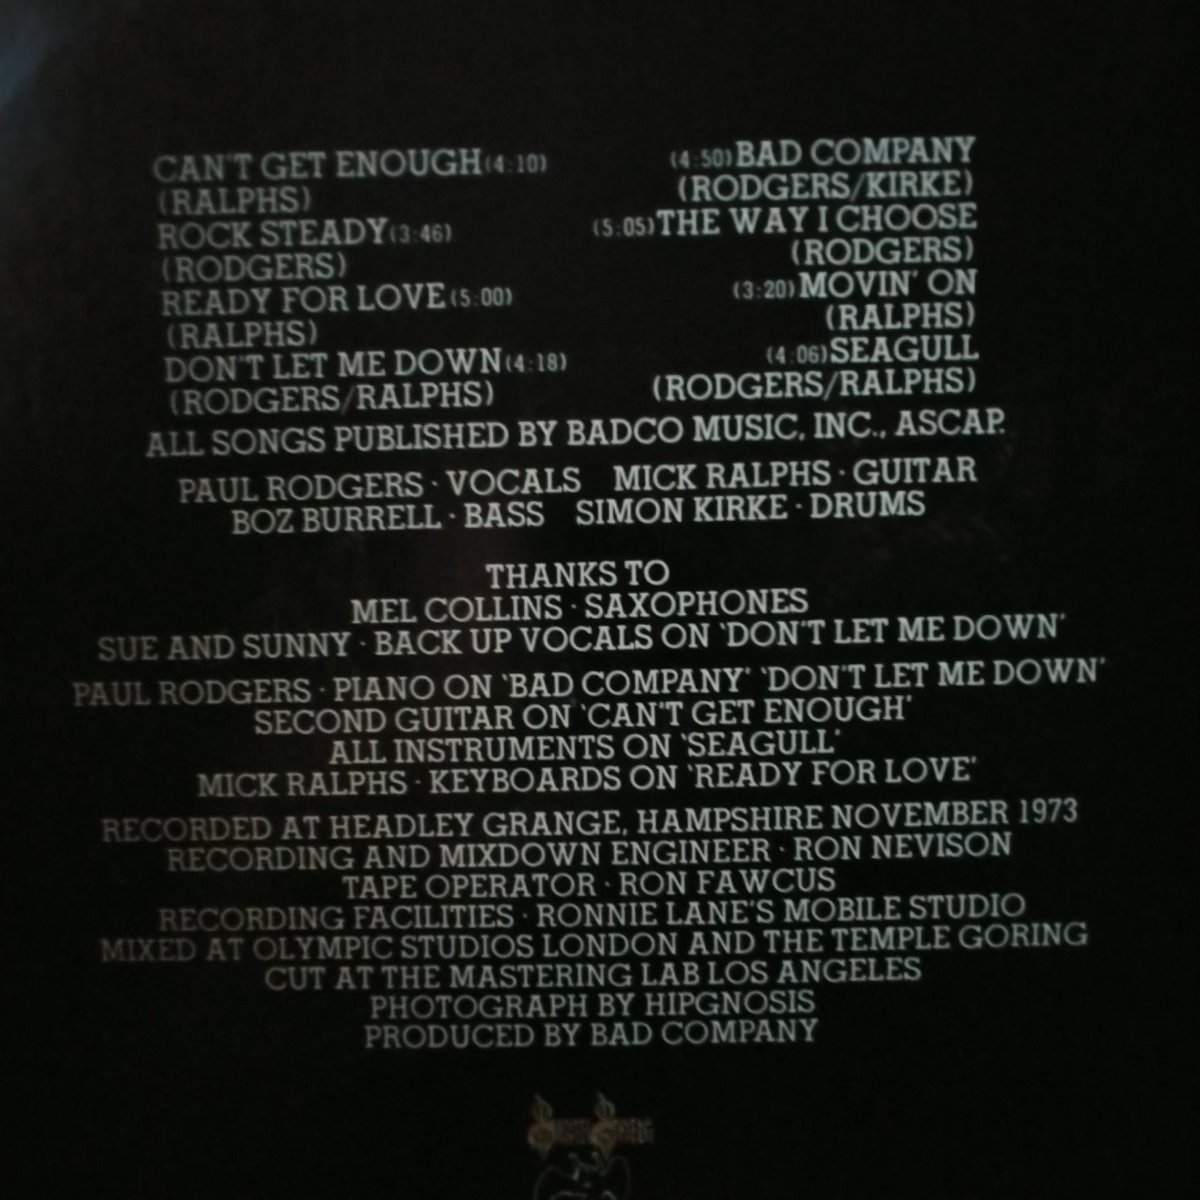 CAN'T GET ENOUGH (4:10)
(RALPHS)
ROCK STEADY (3:46)
(RODGERS)
READY FOR LOVE (5:00)
(RALPHS)
DON'T LET ME DOWN (4:18)
(RODGERS/RALPHS)
(4:50) BAD COMPANY
(RODGERS/KIRKE)
(5:05) THE WAY I CHOOSE
(RODGERS)
(3:20) MOVIN' ON
(RALPHS)
(4:06) SEAGULL
(RODGERS/RALPHS)
ALL SONGS PUBLISHED BY BADCO MUSIC, INC., ASCAP.
PAUL RODGERS · VOCALS MICK RALPHS · GUITAR
BOZ BURRELL · BASS SIMON KIRKE · DRUMS
THANKS TO
MEL COLLINS · SAXOPHONES
SUE AND SUNNY · BACK UP VOCALS ON 'DON'T LET ME DOWN'
PAUL RODGERS · PIANO ON 'BAD COMPANY' 'DON'T LET ME DOWN'
SECOND GUITAR ON 'CAN'T GET ENOUGH'
ALL INSTRUMENTS ON 'SEAGULL'
MICK RALPHS · KEYBOARDS ON 'READY FOR LOVE'
RECORDED AT HEADLEY GRANGE, HAMPSHIRE NOVEMBER 1973
RECORDING AND MIXDOWN ENGINEER · RON NEVISON
TAPE OPERATOR · RON FAWCUS
RECORDING FACILITIES · RONNIE LANE'S MOBILE STUDIO
MIXED AT OLYMPIC STUDIOS LONDON AND THE TEMPLE GORING
CUT AT THE MASTERING LAB LOS ANGELES
PHOTOGRAPH BY HIPGNOSIS
PRODUCED BY BAD COMPANY